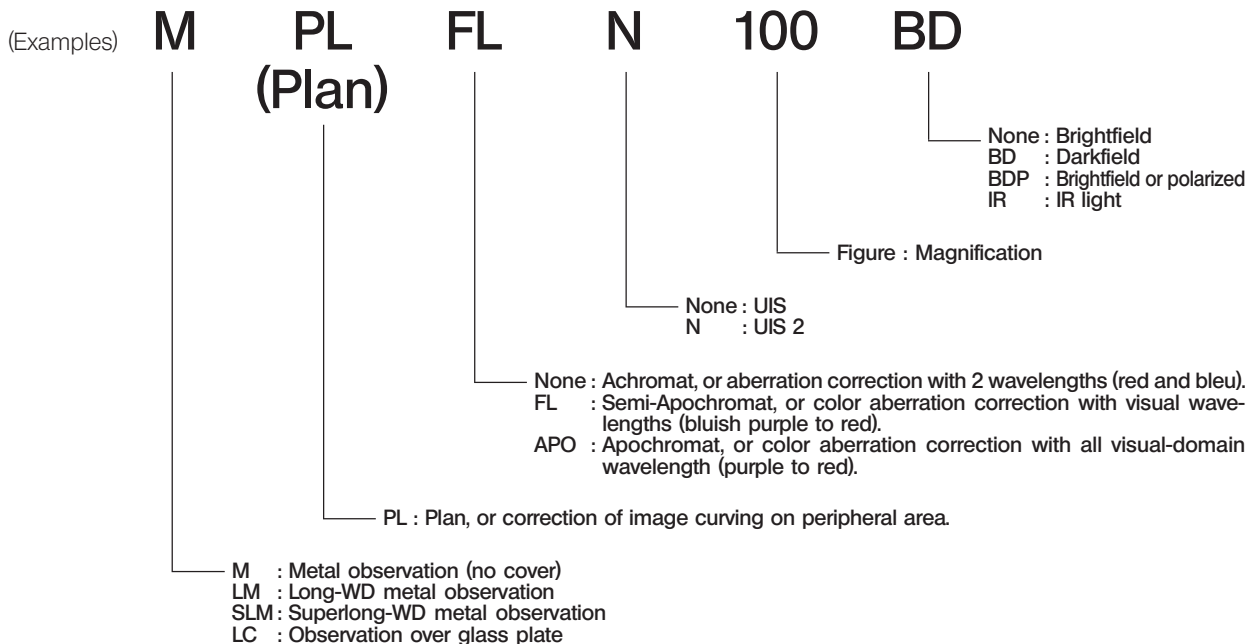 (Examples) M PL FL N 100 BD
(Plan)
None : Brightfield
BD : Darkfield
BDP : Brightfield or polarized
IR : IR light
Figure : Magnification
None : UIS
N : UIS 2
None : Achromat, or aberration correction with 2 wavelengths (red and bleu).
FL : Semi-Apochromat, or color aberration correction with visual wave-
lengths (bluish purple to red).
APO : Apochromat, or color aberration correction with all visual-domain
wavelength (purple to red).
PL : Plan, or correction of image curving on peripheral area.
M : Metal observation (no cover)
LM : Long-WD metal observation
SLM : Superlong-WD metal observation
LC : Observation over glass plate